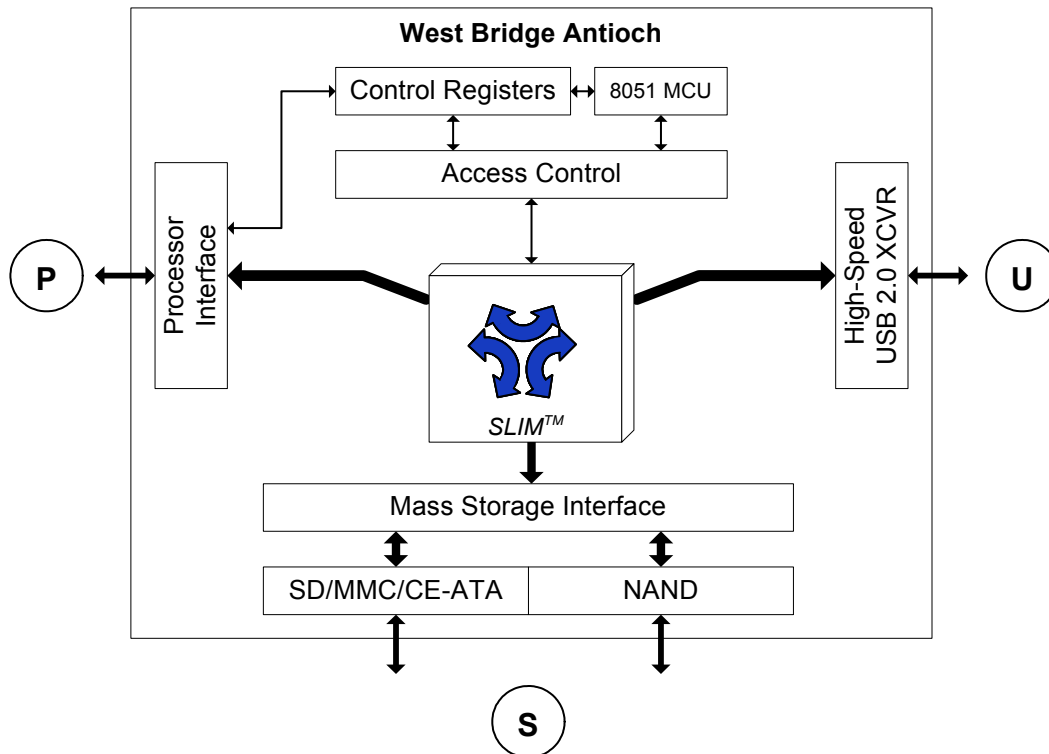 West Bridge Antioch
Control Registers
8051 MCU
Access Control
P
Processor
Interface
High-Speed
USB 2.0 XCVR
U
SLIM™
Mass Storage Interface
SD/MMC/CE-ATA
NAND
S